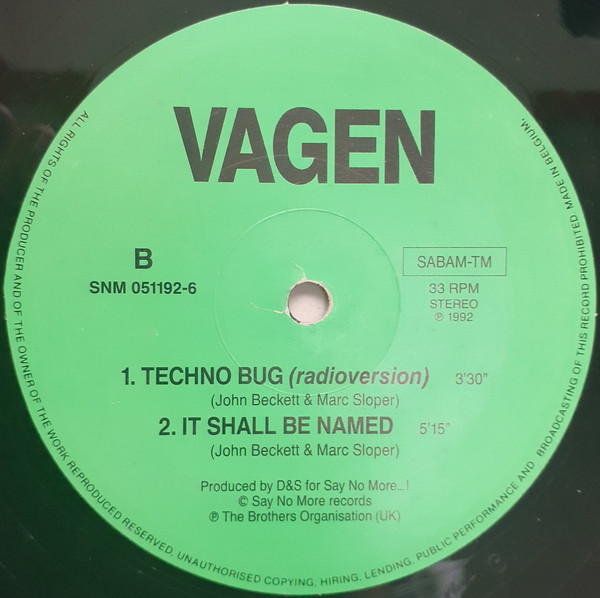 VAGEN
B
SNM 051192-6
SABAM-TM
33 RPM
STEREO
℗ 1992
1. TECHNO BUG (radioversion) 3'30"
(John Beckett & Marc Sloper)
2. IT SHALL BE NAMED 5'15"
(John Beckett & Marc Sloper)
Produced by D&S for Say No More...!
© Say No More records
℗ The Brothers Organisation (UK)
ALL RIGHTS OF THE PRODUCER AND OF THE OWNER OF THE WORK REPRODUCED RESERVED, UNAUTHORISED COPYING, HIRING, LENDING, PUBLIC PERFORMANCE AND BROADCASTING OF THIS RECORD PROHIBITED MADE IN BELGIUM.